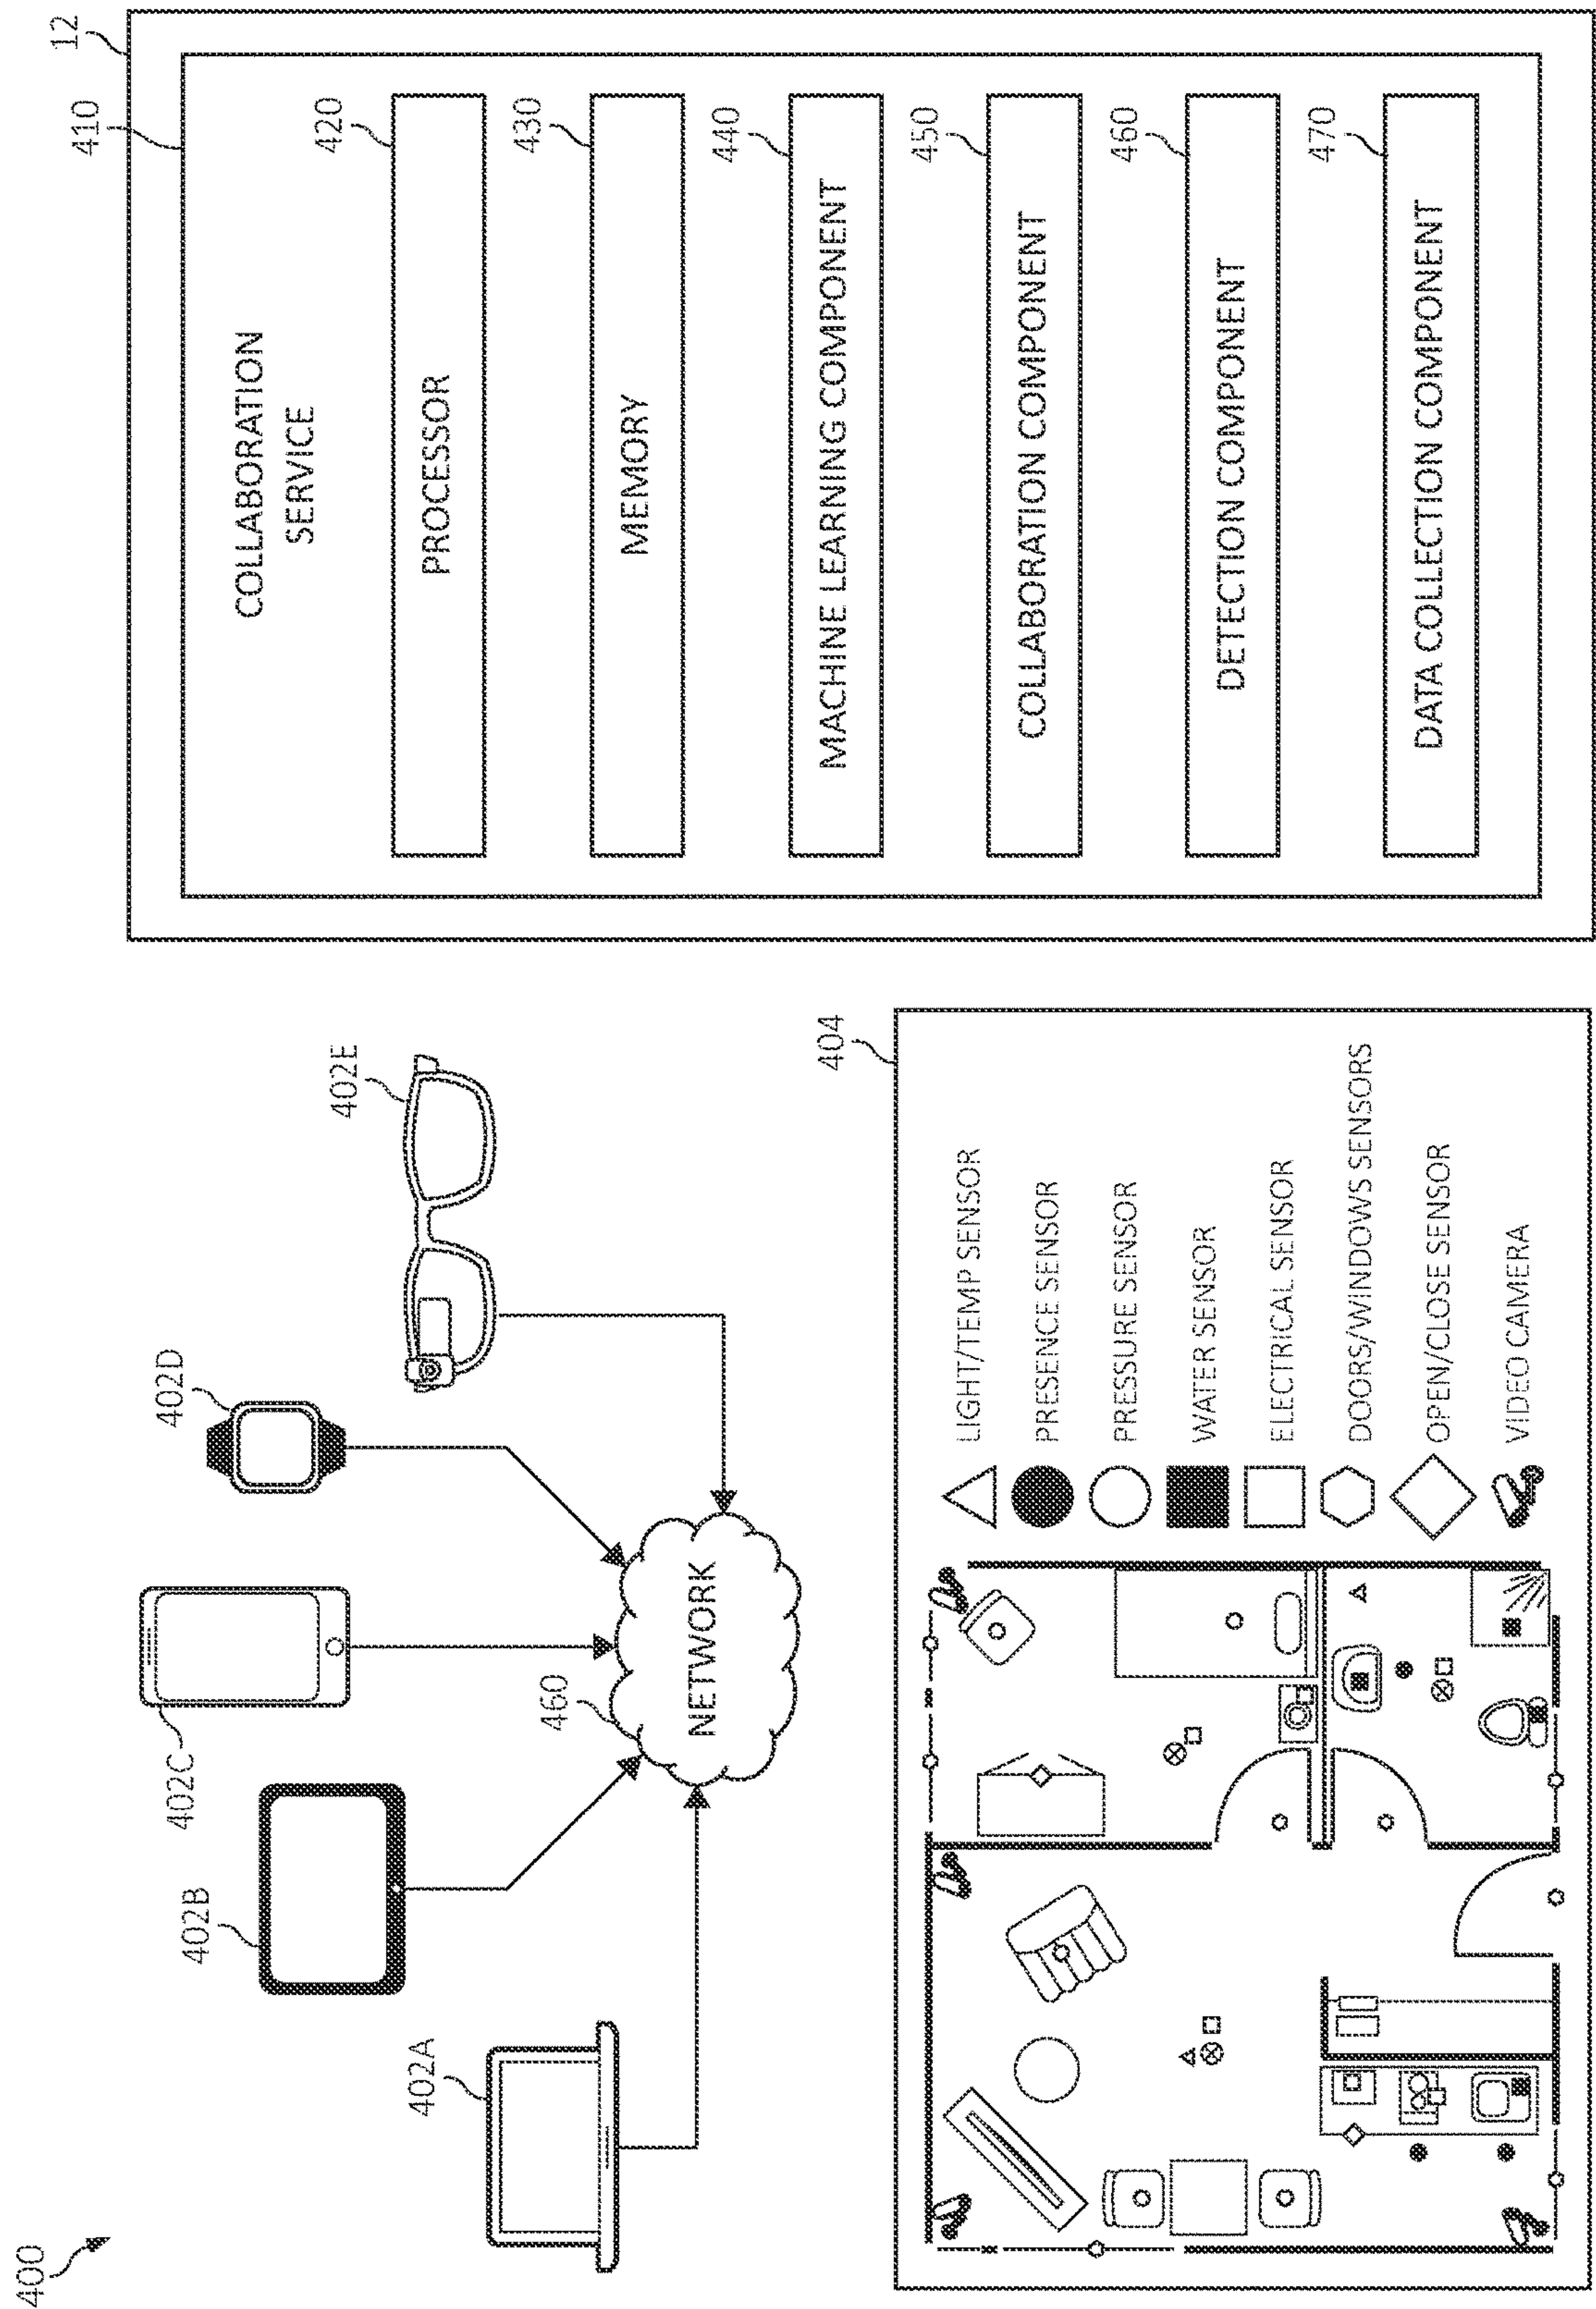 400
402A
402B
402C
402D
402E
460
NETWORK
404
LIGHT/TEMP SENSOR
PRESENCE SENSOR
PRESSURE SENSOR
WATER SENSOR
ELECTRICAL SENSOR
DOORS/WINDOWS SENSORS
OPEN/CLOSE SENSOR
VIDEO CAMERA
12
410
COLLABORATION
SERVICE
420
PROCESSOR
430
MEMORY
440
MACHINE LEARNING COMPONENT
450
COLLABORATION COMPONENT
460
DETECTION COMPONENT
470
DATA COLLECTION COMPONENT